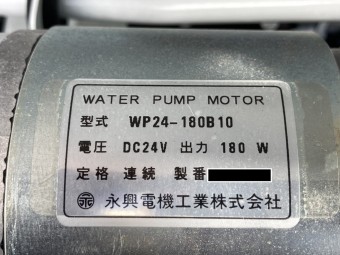 WATER PUMP MOTOR
型式 WP24-180B10
電圧 DC24V 出力 180 W
定格 連続 製番
永興電機工業株式会社